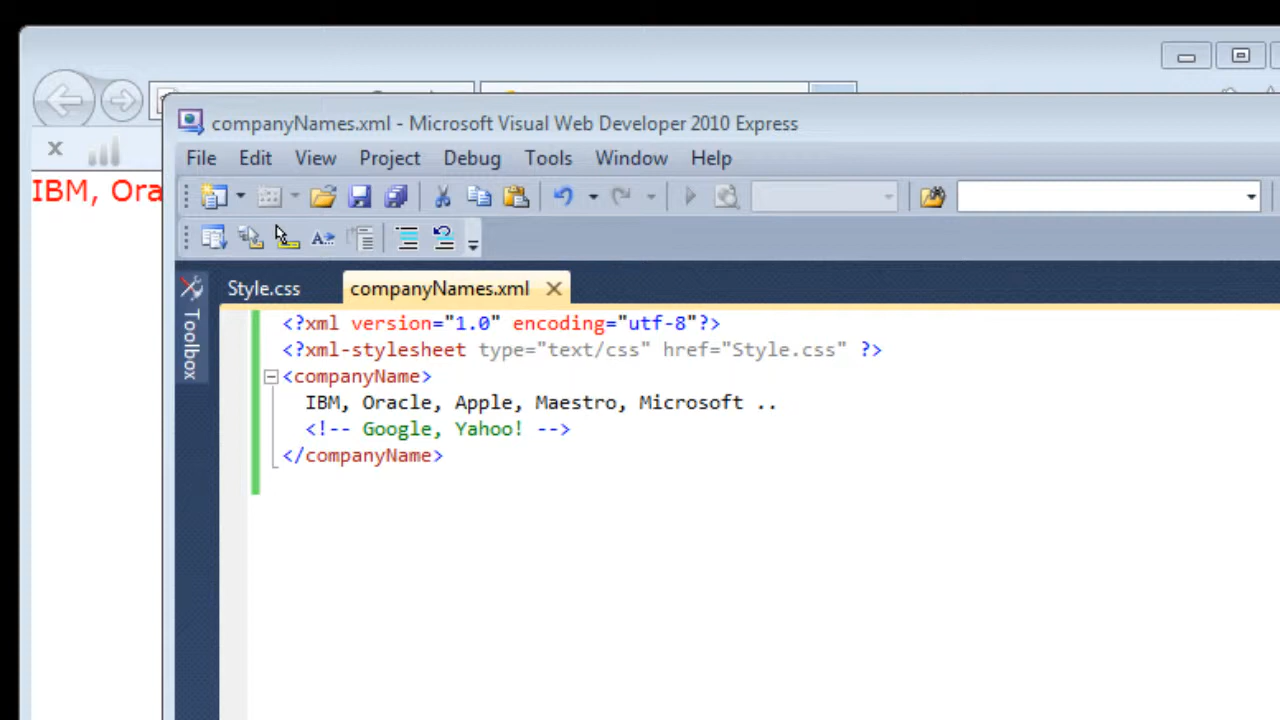 companyNames.xml - Microsoft Visual Web Developer 2010 Express
File Edit View Project Debug Tools Window Help
IBM, Ora
Style.css companyNames.xml
Toolbox
<?xml version="1.0" encoding="utf-8"?>
<?xml-stylesheet type="text/css" href="Style.css" ?>
<companyName>
IBM, Oracle, Apple, Maestro, Microsoft ..
<!-- Google, Yahoo! -->
</companyName>